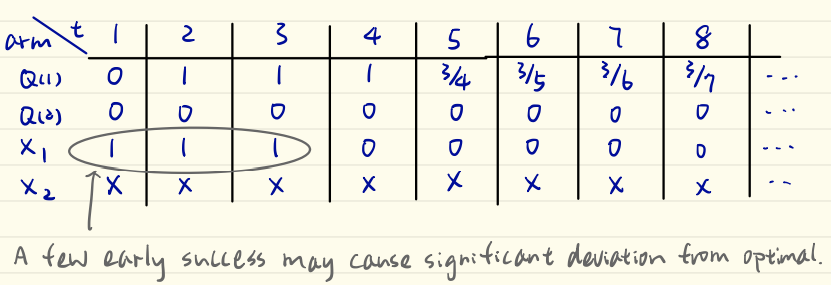 arm t 1 2 3 4 5 6 7 8
Q(1) 0 1 1 1 3/4 3/5 3/6 3/7 ...
Q(2) 0 0 0 0 0 0 0 0 ...
X₁ 1 1 1 0 0 0 0 0 ...
X₂ X X X X X X X X ..
A few early success may cause significant deviation from optimal.